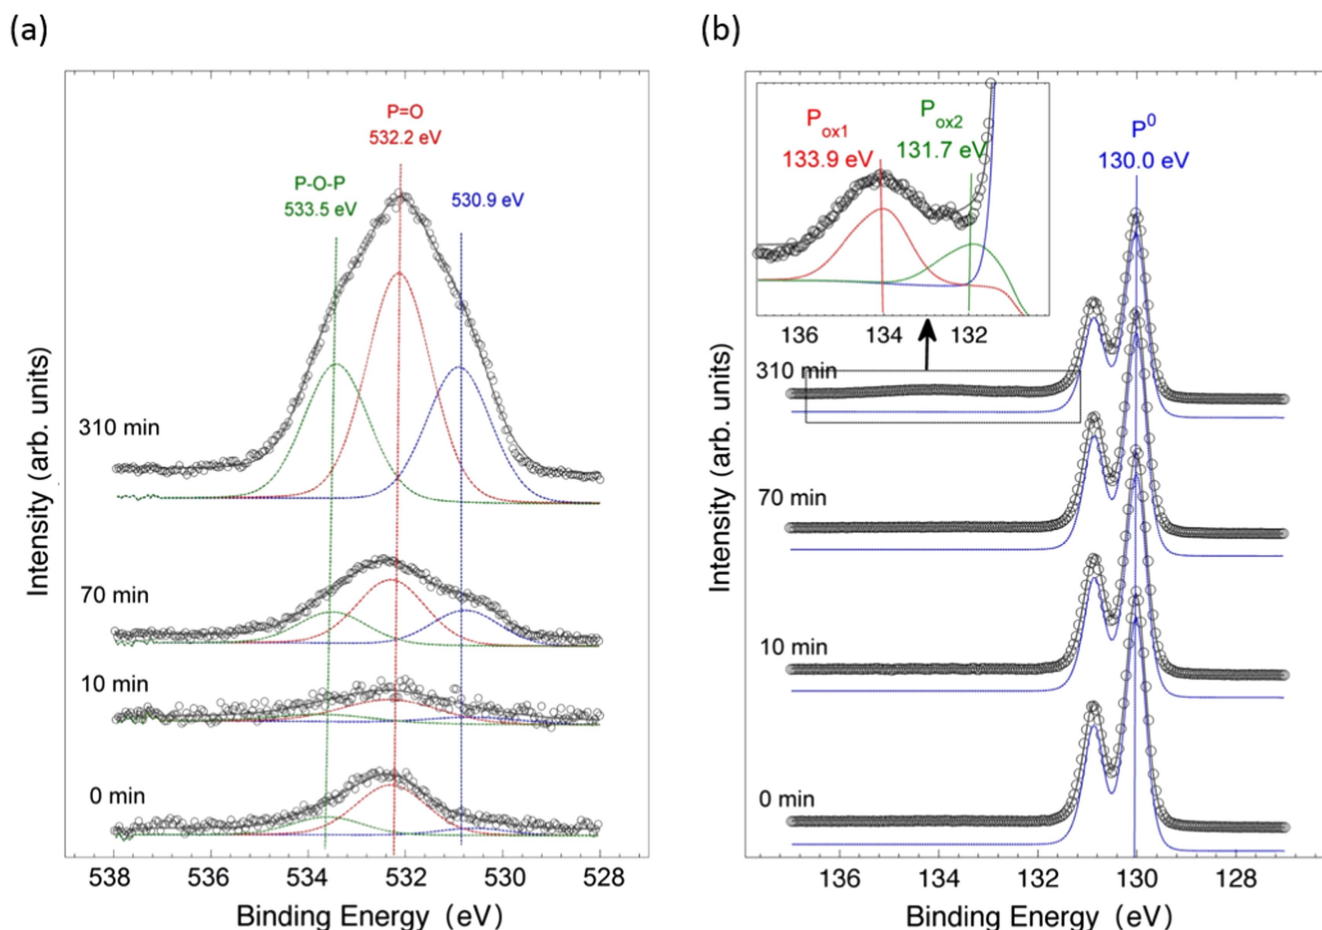 (a)
P=O
532.2 eV
P-O-P
533.5 eV
530.9 eV
310 min
70 min
10 min
0 min
Intensity (arb. units)
538 536 534 532 530 528
Binding Energy (eV)
(b)
P⁰
130.0 eV
Pox1
133.9 eV
Pox2
131.7 eV
136 134 132
310 min
70 min
10 min
0 min
Intensity (arb. units)
136 134 132 130 128
Binding Energy (eV)